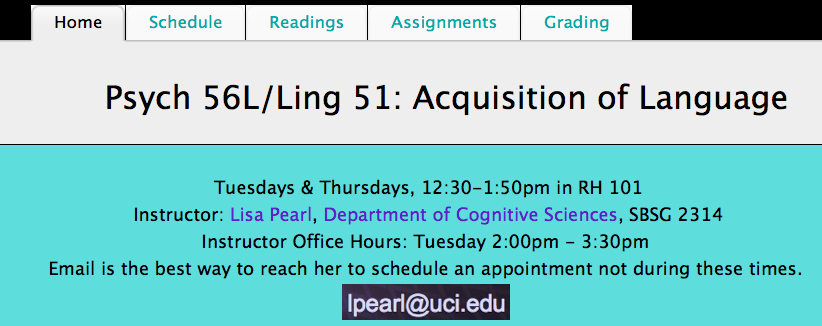 Home Schedule Readings Assignments Grading
Psych 56L/Ling 51: Acquisition of Language
Tuesdays & Thursdays, 12:30-1:50pm in RH 101
Instructor: Lisa Pearl, Department of Cognitive Sciences, SBSG 2314
Instructor Office Hours: Tuesday 2:00pm - 3:30pm
Email is the best way to reach her to schedule an appointment not during these times.
lpearl@uci.edu